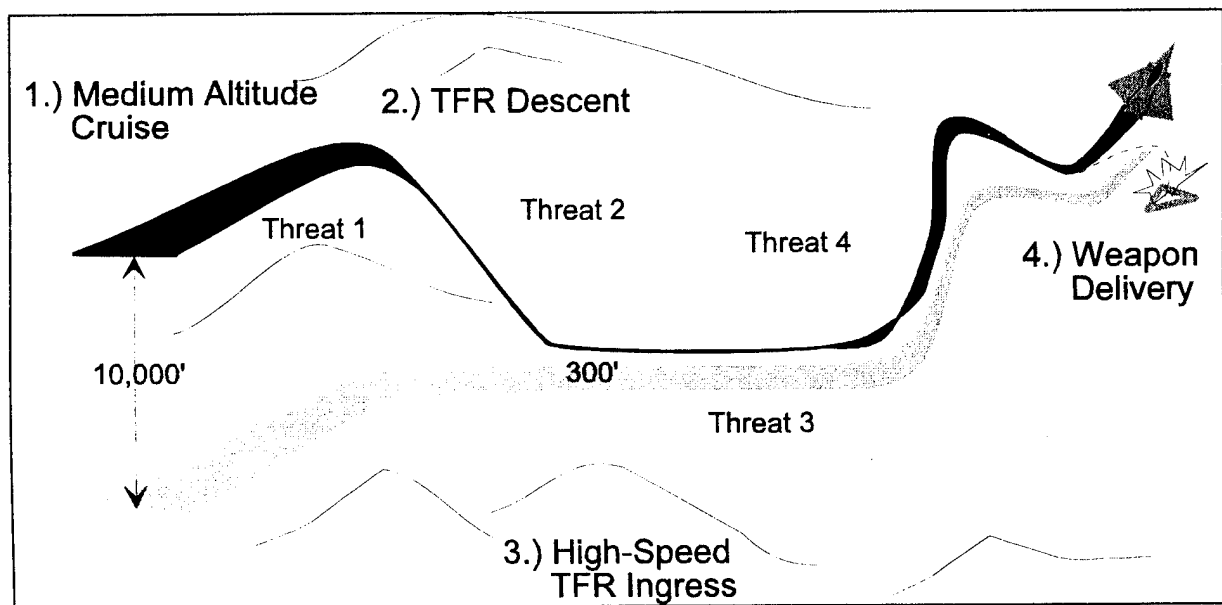 1.) Medium Altitude
Cruise
2.) TFR Descent
Threat 1
Threat 2
Threat 4
4.) Weapon
Delivery
10,000'
300'
Threat 3
3.) High-Speed
TFR Ingress